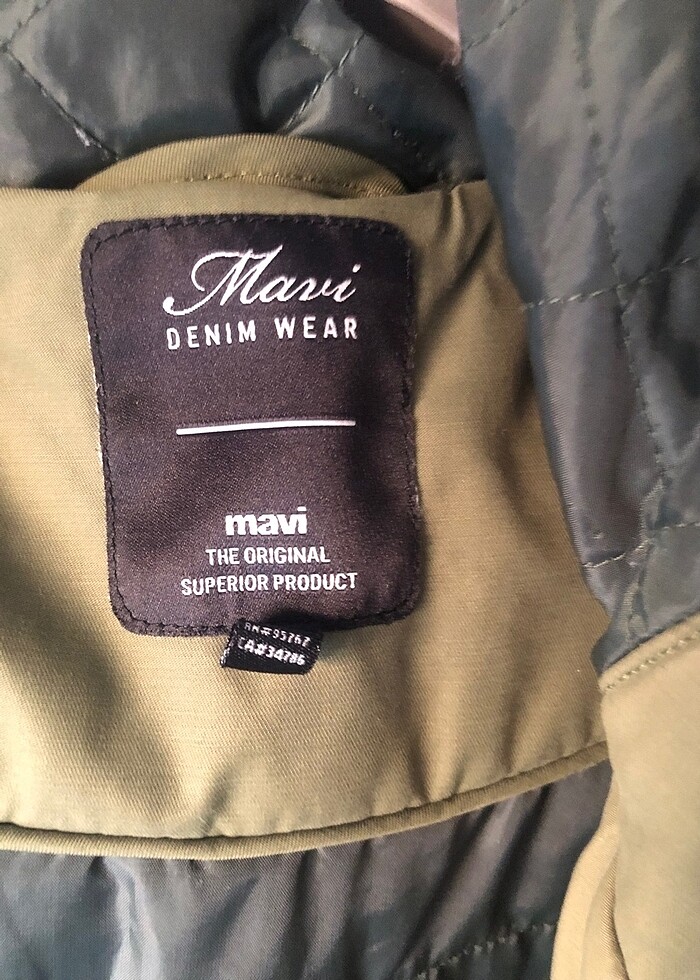 Mavi
DENIM WEAR
mavi
THE ORIGINAL
SUPERIOR PRODUCT
RN#95767
CA#34786